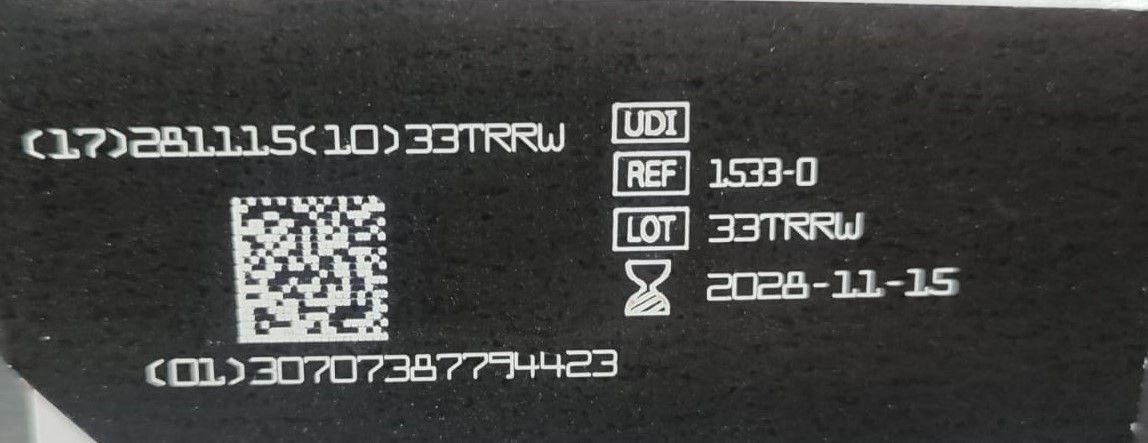 (17)281115(10)33TRRW
(01)30707387794423
UDI
REF 1533-0
LOT 33TRRW
2028-11-15